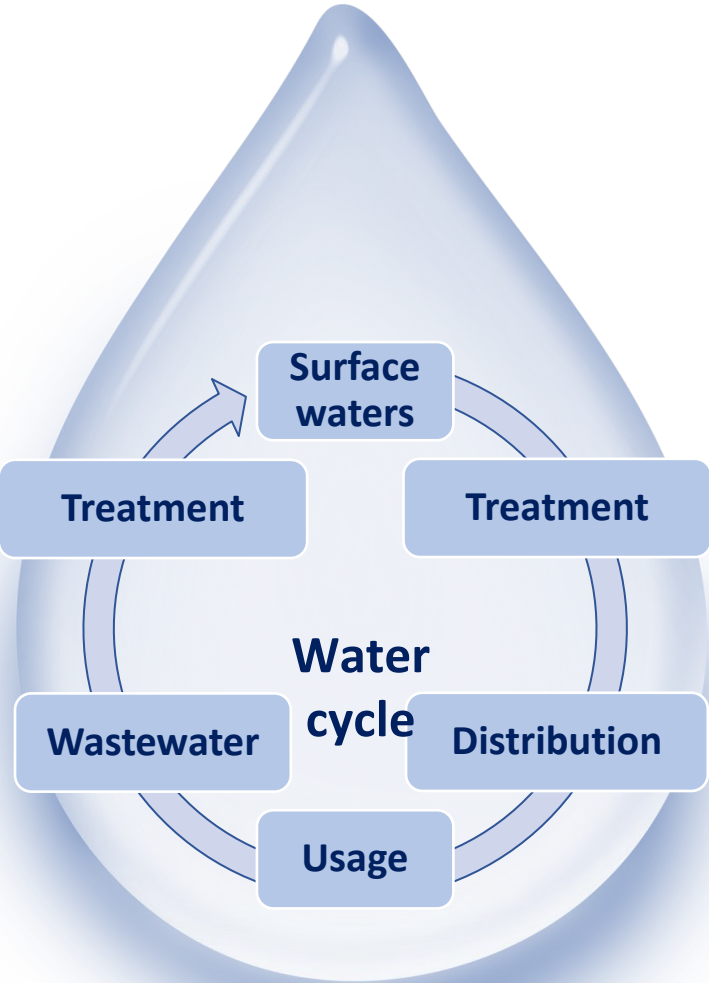 Surface
waters
Treatment
Treatment
Water
cycle
Wastewater
Distribution
Usage